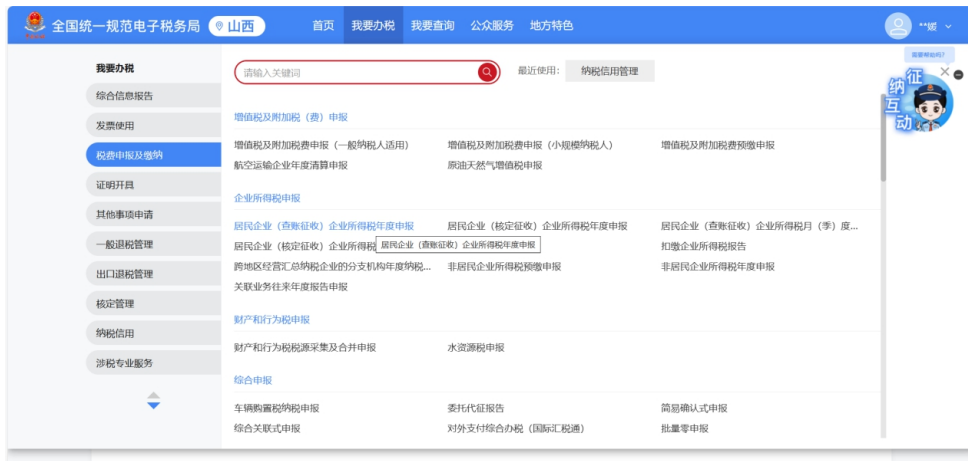 全国统一规范电子税务局 山西 首页 我要办税 我要查询 公众服务 地方特色 **媛
需要帮助吗?
我要办税
综合信息报告
发票使用
税费申报及缴纳
证明开具
其他事项申请
一般退税管理
出口退税管理
核定管理
纳税信用
涉税专业服务
请输入关键词 最近使用: 纳税信用管理
征纳互动
增值税及附加税(费)申报
增值税及附加税费申报(一般纳税人适用) 增值税及附加税费申报(小规模纳税人) 增值税及附加税费预缴申报
航空运输企业年度清算申报 原油天然气增值税申报
企业所得税申报
居民企业(查账征收)企业所得税年度申报 居民企业(核定征收)企业所得税年度申报 居民企业(查账征收)企业所得税月(季)度...
居民企业(核定征收)企业所得税 居民企业(查账征收)企业所得税年度申报 扣缴企业所得税报告
跨地区经营汇总纳税企业的分支机构年度纳税... 非居民企业所得税预缴申报 非居民企业所得税年度申报
关联业务往来年度报告申报
财产和行为税申报
财产和行为税税源采集及合并申报 水资源税申报
综合申报
车辆购置税纳税申报 委托代征报告 简易确认式申报
综合关联式申报 对外支付综合办税(国际汇税通) 批量零申报